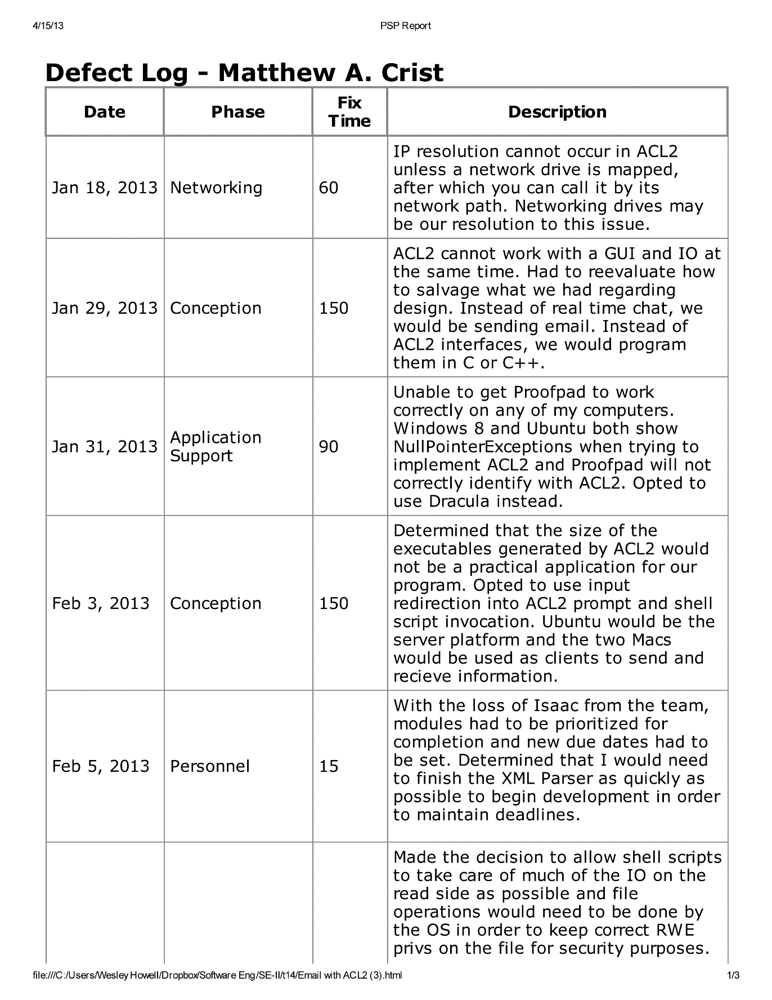 4/15/13 PSP Report
Defect Log - Matthew A. Crist
Date Phase Fix Time Description
Jan 18, 2013 Networking 60
IP resolution cannot occur in ACL2
unless a network drive is mapped,
after which you can call it by its
network path. Networking drives may
be our resolution to this issue.
Jan 29, 2013 Conception 150
ACL2 cannot work with a GUI and IO at
the same time. Had to reevaluate how
to salvage what we had regarding
design. Instead of real time chat, we
would be sending email. Instead of
ACL2 interfaces, we would program
them in C or C++.
Jan 31, 2013 Application Support 90
Unable to get Proofpad to work
correctly on any of my computers.
Windows 8 and Ubuntu both show
NullPointerExceptions when trying to
implement ACL2 and Proofpad will not
correctly identify with ACL2. Opted to
use Dracula instead.
Feb 3, 2013 Conception 150
Determined that the size of the
executables generated by ACL2 would
not be a practical application for our
program. Opted to use input
redirection into ACL2 prompt and shell
script invocation. Ubuntu would be the
server platform and the two Macs
would be used as clients to send and
recieve information.
Feb 5, 2013 Personnel 15
With the loss of Isaac from the team,
modules had to be prioritized for
completion and new due dates had to
be set. Determined that I would need
to finish the XML Parser as quickly as
possible to begin development in order
to maintain deadlines.
Made the decision to allow shell scripts
to take care of much of the IO on the
read side as possible and file
operations would need to be done by
the OS in order to keep correct RWE
privs on the file for security purposes.
file:///C:/Users/Wesley Howell/Dropbox/Software Eng/SE-II/t14/Email with ACL2 (3).html 1/3